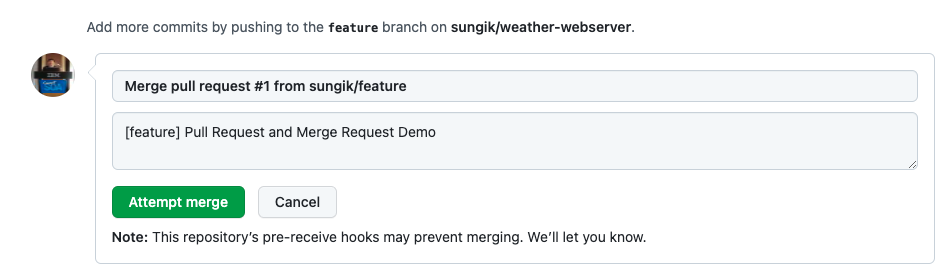 Add more commits by pushing to the feature branch on sungik/weather-webserver.
IBM
Merge pull request #1 from sungik/feature
[feature] Pull Request and Merge Request Demo
Attempt merge
Cancel
Note: This repository’s pre-receive hooks may prevent merging. We’ll let you know.